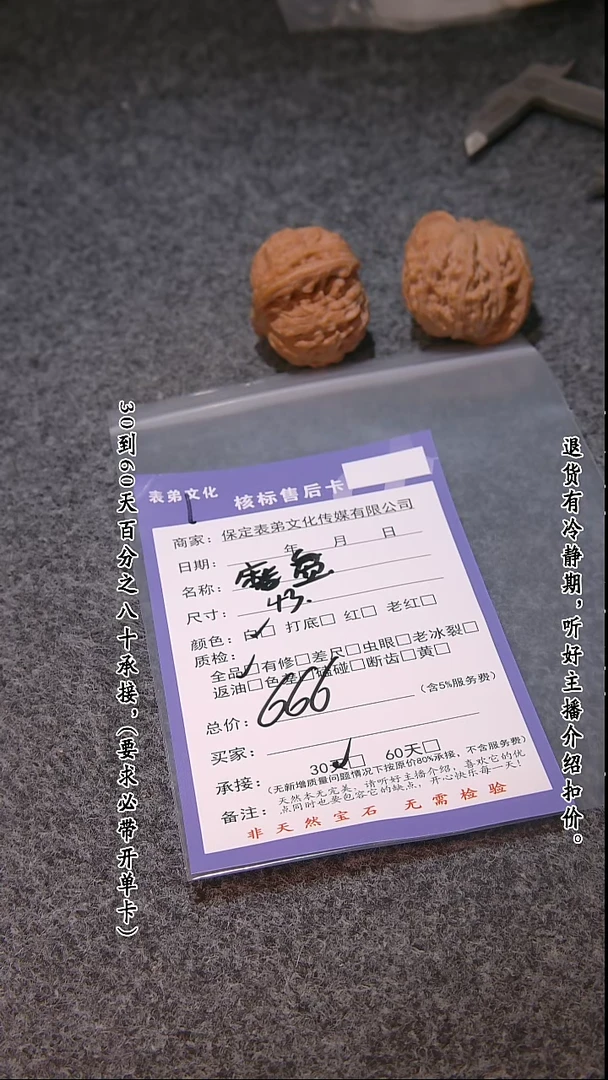 30到60天百分之八十承接，(要求必带开单卡)
退货有冷静期，听好主播介绍扣价。
表弟文化 核标售后卡
商家：保定表弟文化传媒有限公司
日期： 年 月 日
名称：
尺寸：43.
颜色：白□ 打底□ 红□ 老红□
质检：
全品□有修□差尺□虫眼□老冰裂□
返油□色差□磕碰□断齿□黄□
总价：666 (含5%服务费)
买家：
承接：30天□ 60天□
(无新增质量问题情况下按原价80%承接，不含服务费)
备注：天然本无完美，请听好主播介绍，喜欢它的优
点同时也要包容它的缺点，开心快乐每一天！
非天然宝石 无需检验